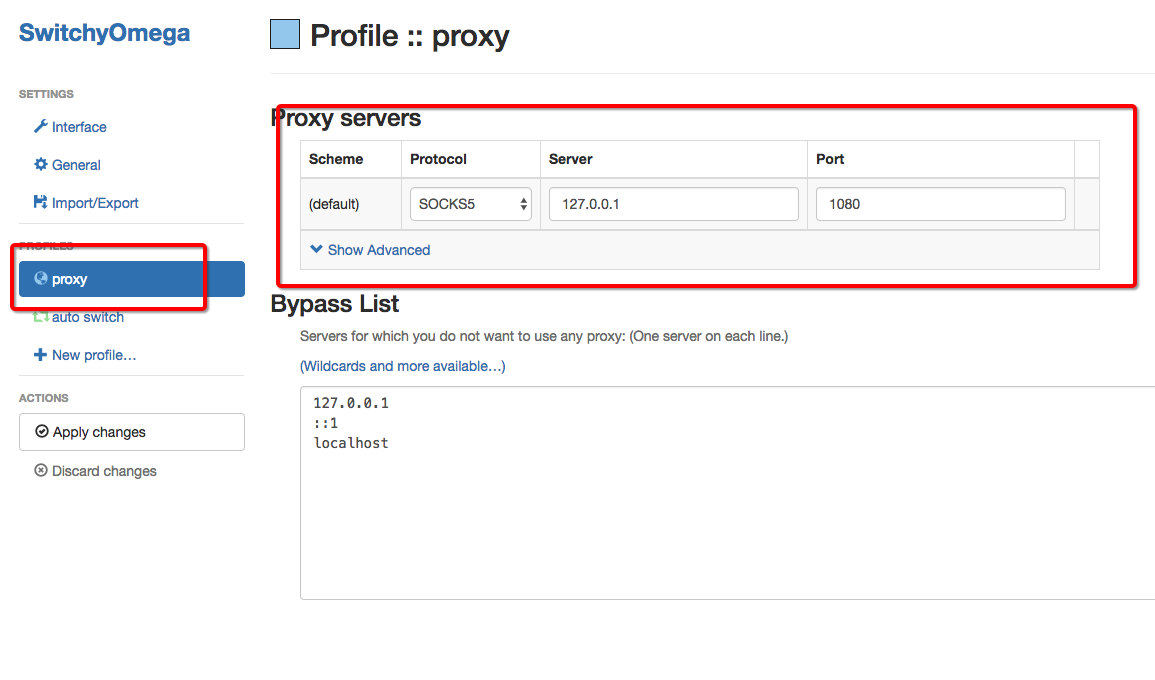 SwitchyOmega
SETTINGS
Interface
General
Import/Export
PROFILES
proxy
auto switch
New profile…
ACTIONS
Apply changes
Discard changes
Profile :: proxy
Proxy servers
Scheme Protocol Server Port
(default) SOCKS5 127.0.0.1 1080
Show Advanced
Bypass List
Servers for which you do not want to use any proxy: (One server on each line.)
(Wildcards and more available…)
127.0.0.1
::1
localhost